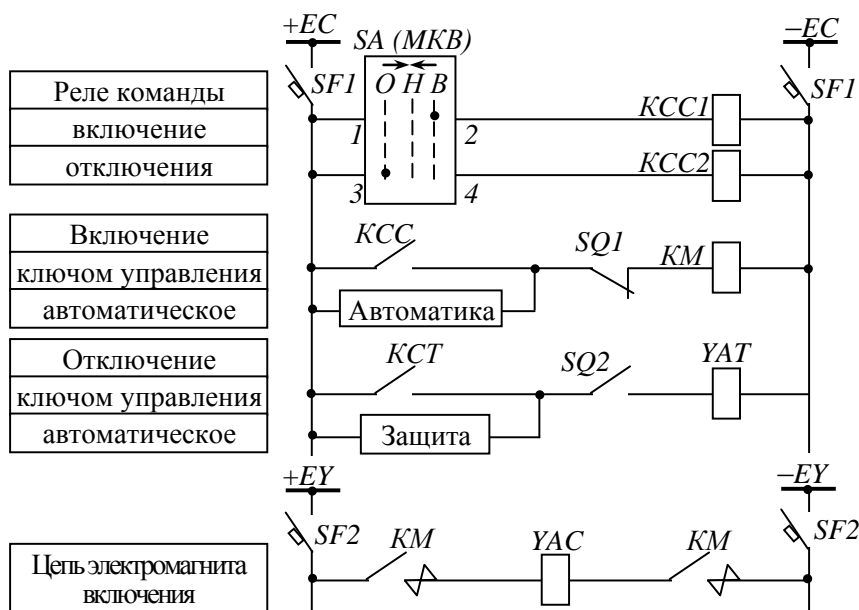 +EC
–EC
SA (МКВ)
SF1
SF1
О Н В
Реле команды
включение
отключения
1
2
KCC1
3
4
KCC2
Включение
ключом управления
автоматическое
KCC
SQ1
KM
Автоматика
Отключение
ключом управления
автоматическое
KCT
SQ2
YAT
Защита
+EY
–EY
SF2
SF2
Цепь электромагнита
включения
KM
YAC
KM